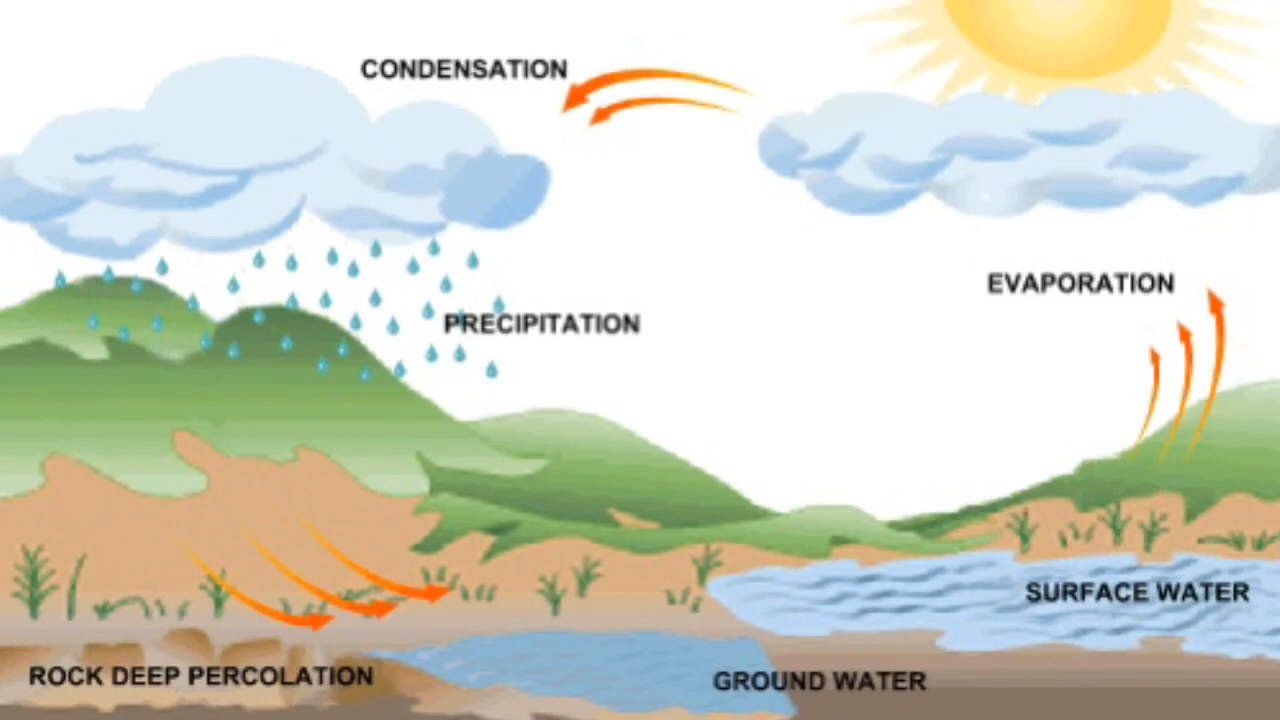 CONDENSATION
EVAPORATION
PRECIPITATION
SURFACE WATER
ROCK DEEP PERCOLATION
GROUND WATER